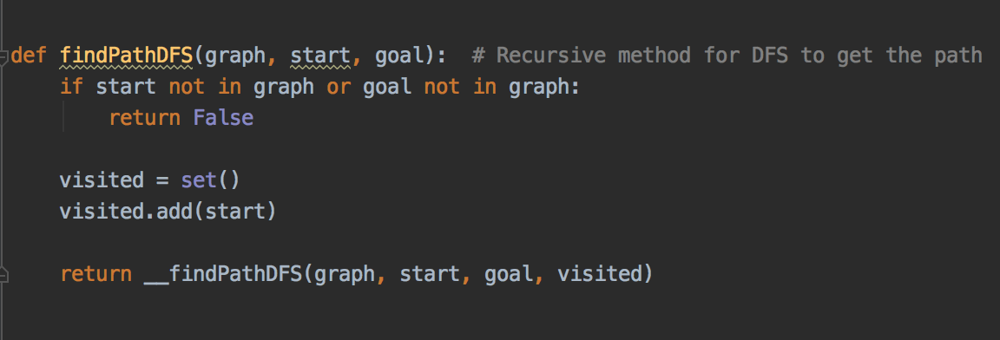 def findPathDFS(graph, start, goal):  # Recursive method for DFS to get the path
    if start not in graph or goal not in graph:
        return False
    visited = set()
    visited.add(start)
    return __findPathDFS(graph, start, goal, visited)